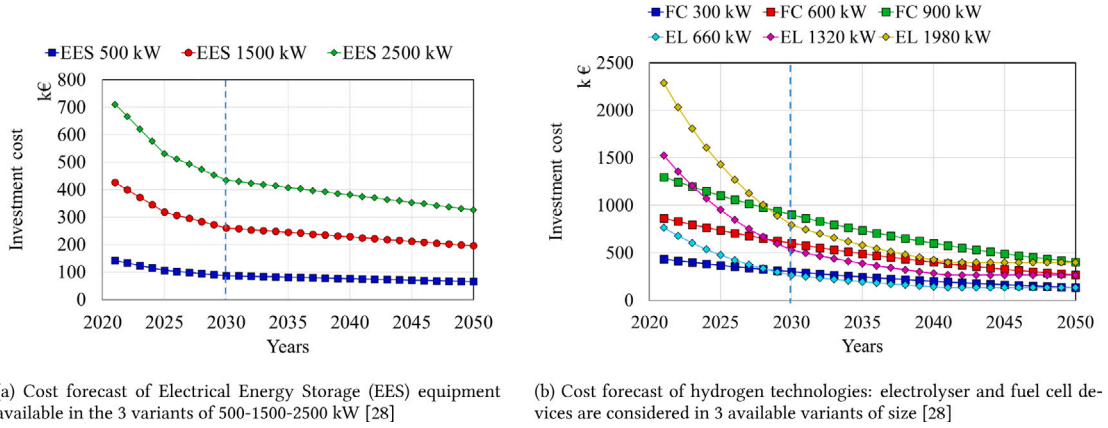 EES 500 kW EES 1500 kW EES 2500 kW
k€
Investment cost
800
700
600
500
400
300
200
100
0
2020 2025 2030 2035 2040 2045 2050
Years
(a) Cost forecast of Electrical Energy Storage (EES) equipment
available in the 3 variants of 500-1500-2500 kW [28]
FC 300 kW FC 600 kW FC 900 kW
EL 660 kW EL 1320 kW EL 1980 kW
k €
Investment cost
2500
2000
1500
1000
500
0
2020 2025 2030 2035 2040 2045 2050
Years
(b) Cost forecast of hydrogen technologies: electrolyser and fuel cell de-
vices are considered in 3 available variants of size [28]